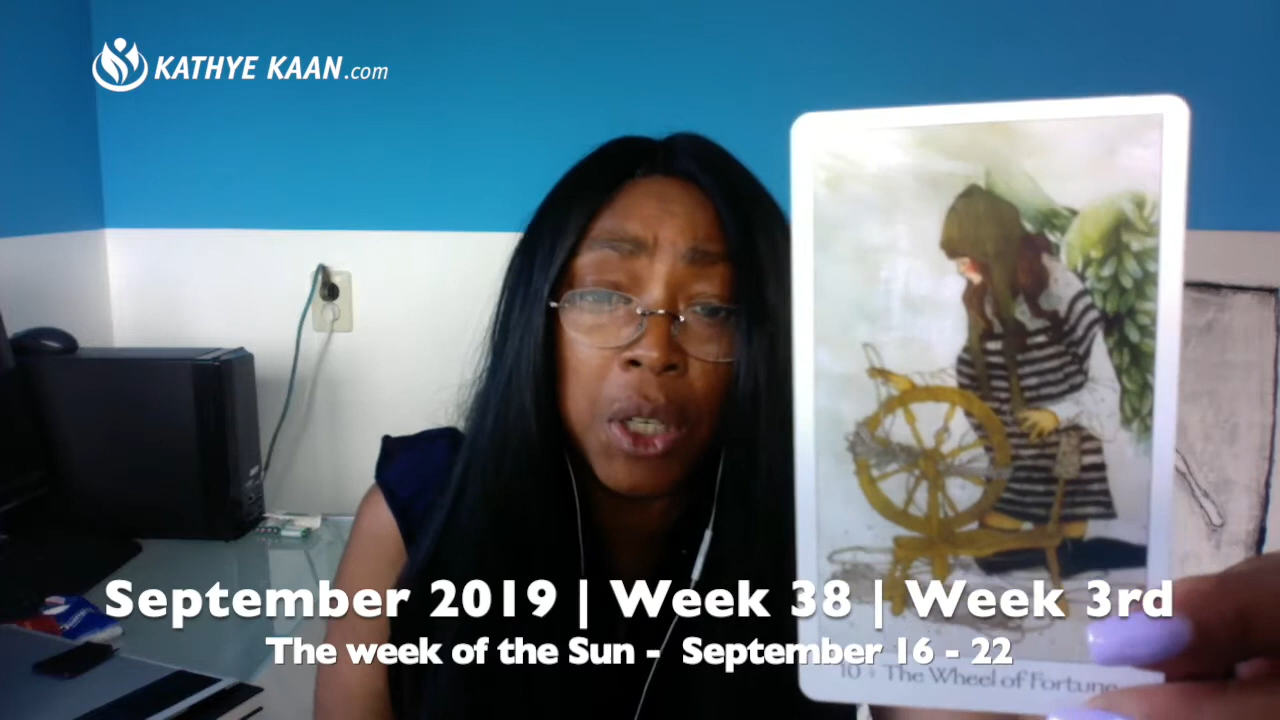 KATHYE KAAN.com
September 2019 | Week 38 | Week 3rd
The week of the Sun - September 16 - 22
10 The Wheel of Fortune